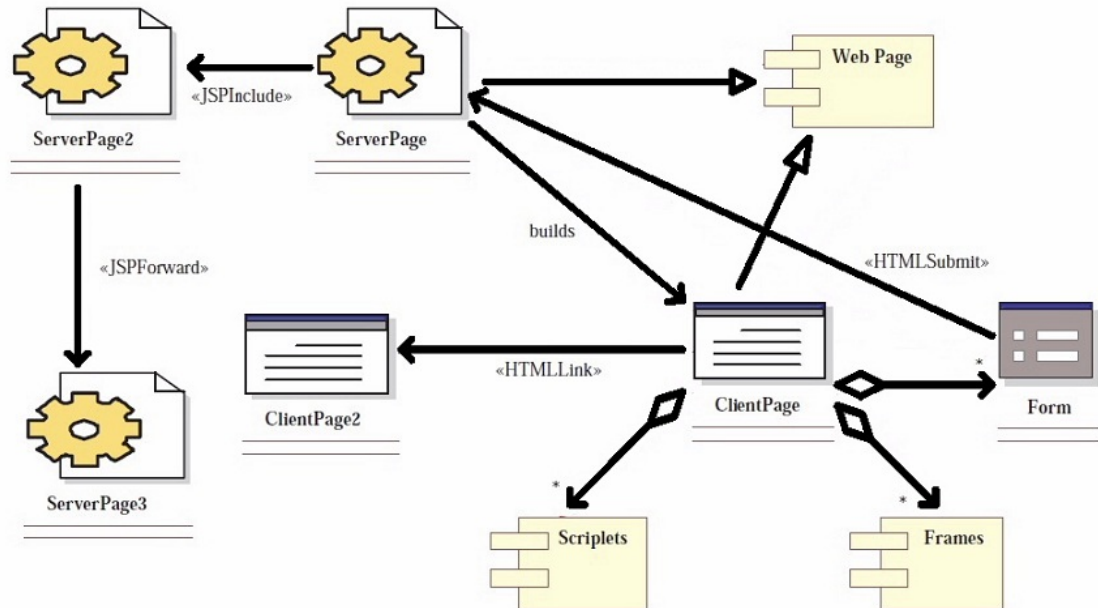 Web Page
«JSPInclude»
ServerPage2
ServerPage
builds
«JSPForward»
«HTMLSubmit»
«HTMLLink»
*
ClientPage2
ClientPage
Form
*
*
ServerPage3
Scriplets
Frames